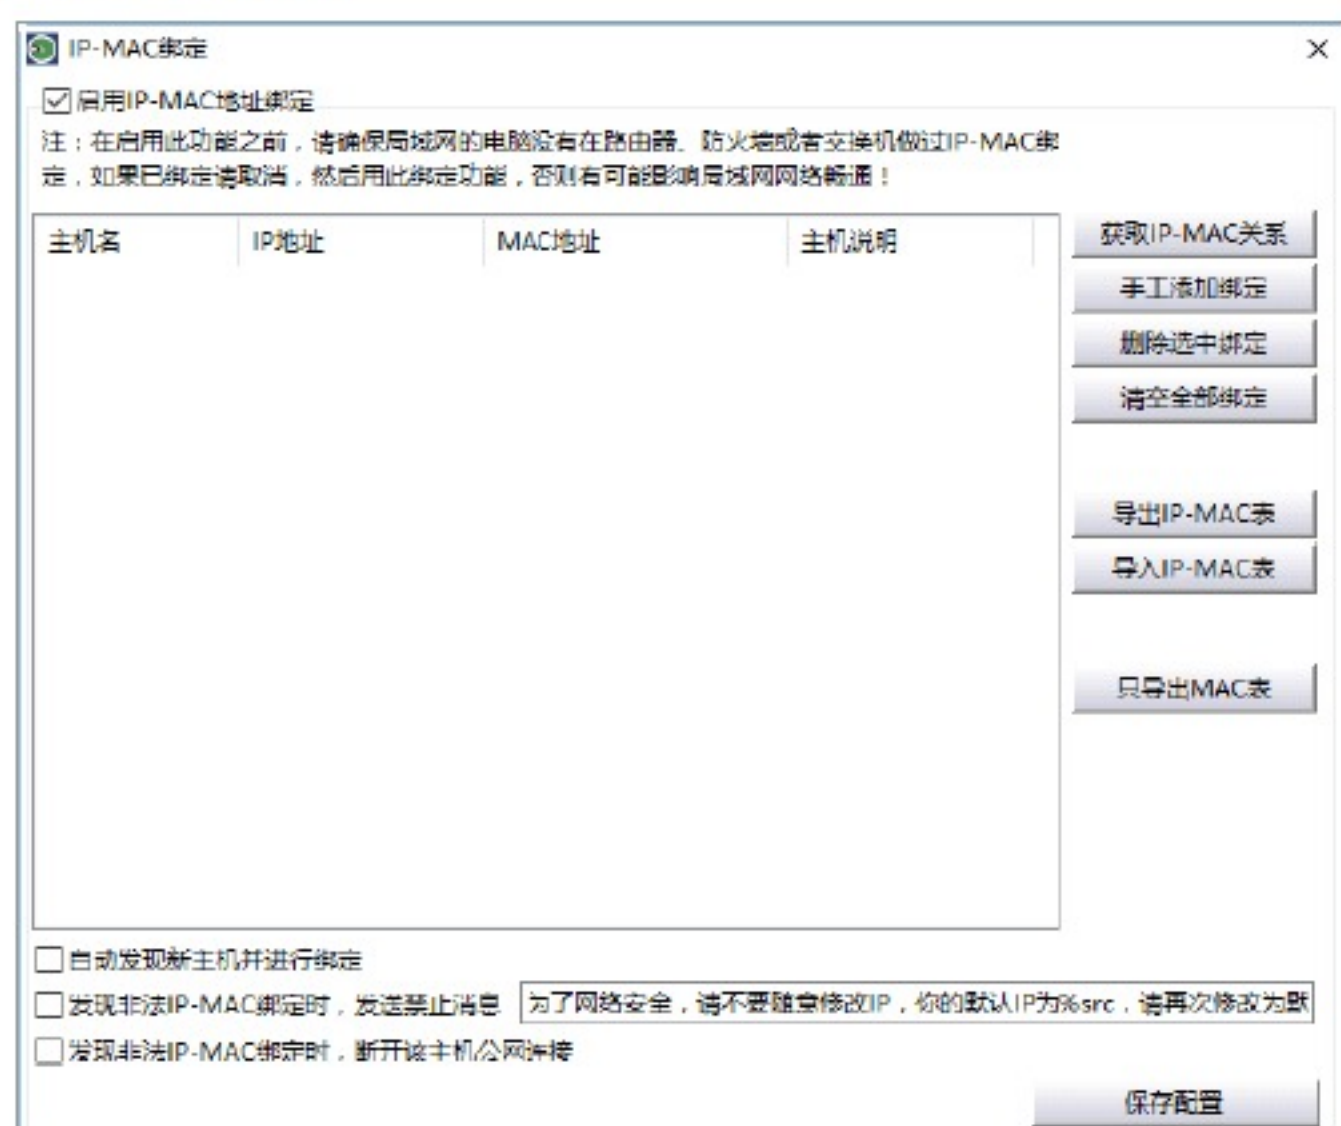 IP-MAC绑定
启用IP-MAC地址绑定
注：在启用此功能之前，请确保局域网的电脑没有在路由器、防火墙或者交换机做过IP-MAC绑
定，如果已绑定请取消，然后用此绑定功能，否则有可能影响局域网网络畅通！
主机名 IP地址 MAC地址 主机说明
获取IP-MAC关系
手工添加绑定
删除选中绑定
清空全部绑定
导出IP-MAC表
导入IP-MAC表
只导出MAC表
自动发现新主机并进行绑定
发现非法IP-MAC绑定时，发送禁止消息 为了网络安全，请不要随意修改IP，你的默认IP为%src，请再次修改为默
发现非法IP-MAC绑定时，断开该主机公网连接
保存配置